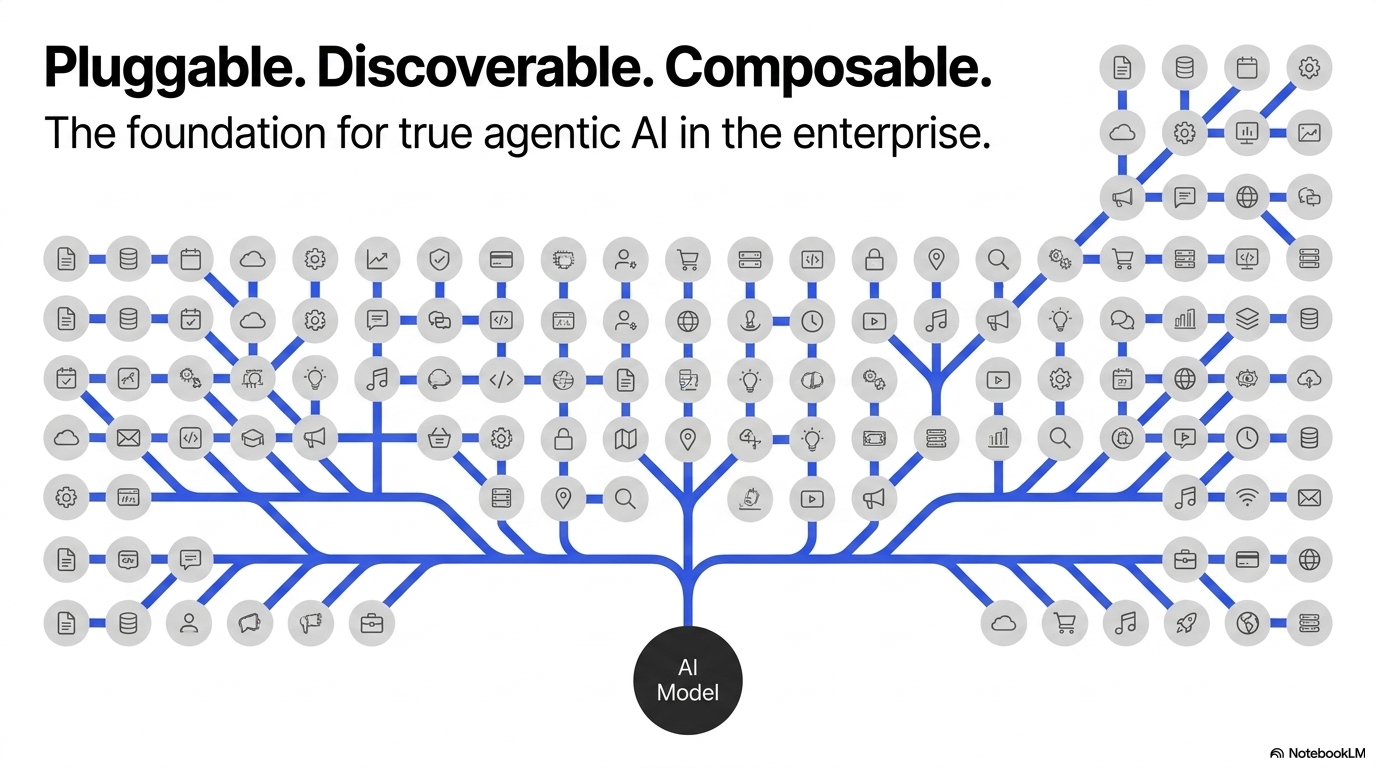 Pluggable. Discoverable. Composable.
The foundation for true agentic AI in the enterprise.
AI
Model
NotebookLM